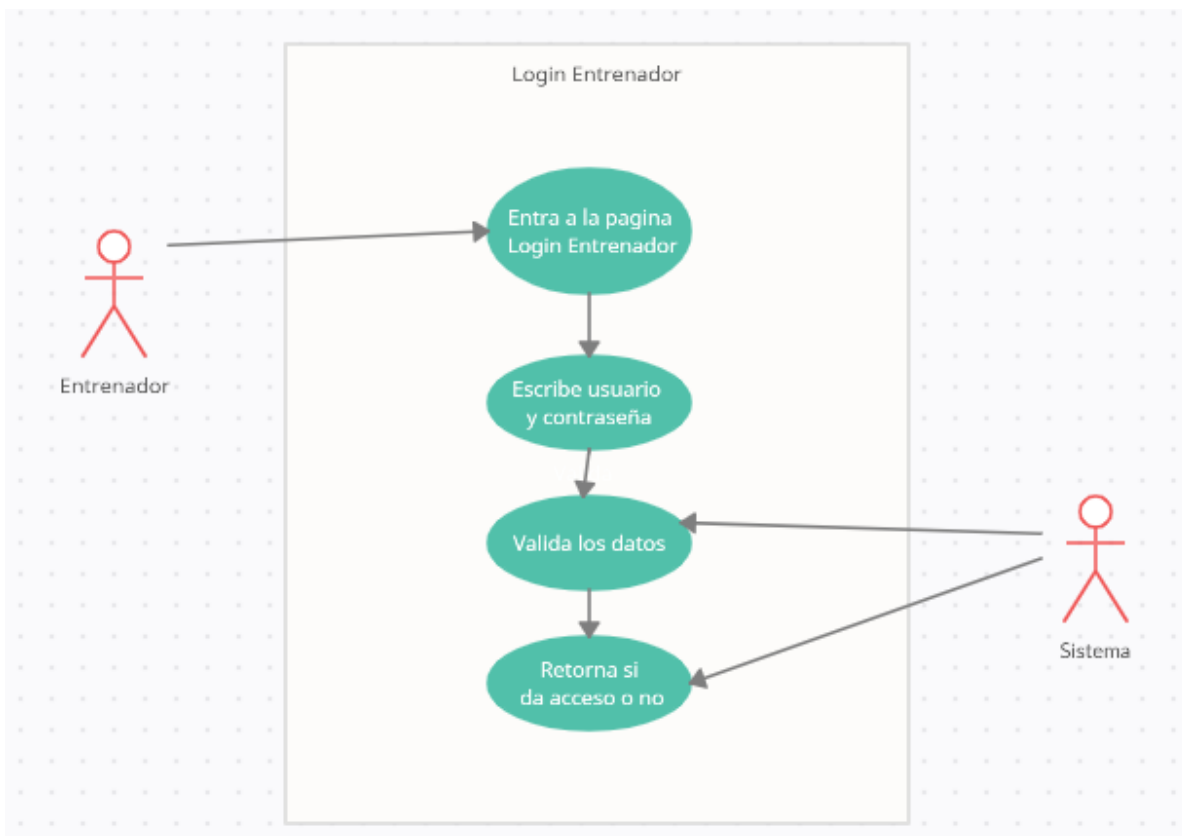 Login Entrenador
Entra a la pagina
Login Entrenador
Entrenador
Escribe usuario
y contraseña
Valida los datos
Sistema
Retorna si
da acceso o no